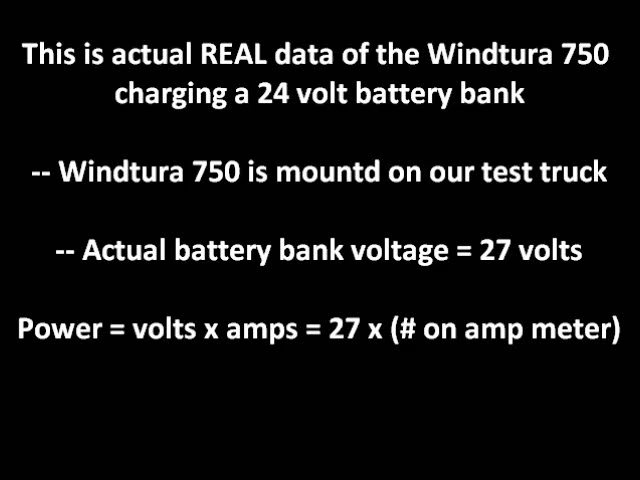 This is actual REAL data of the Windtura 750
charging a 24 volt battery bank
-- Windtura 750 is mountd on our test truck
-- Actual battery bank voltage = 27 volts
Power = volts x amps = 27 x (# on amp meter)